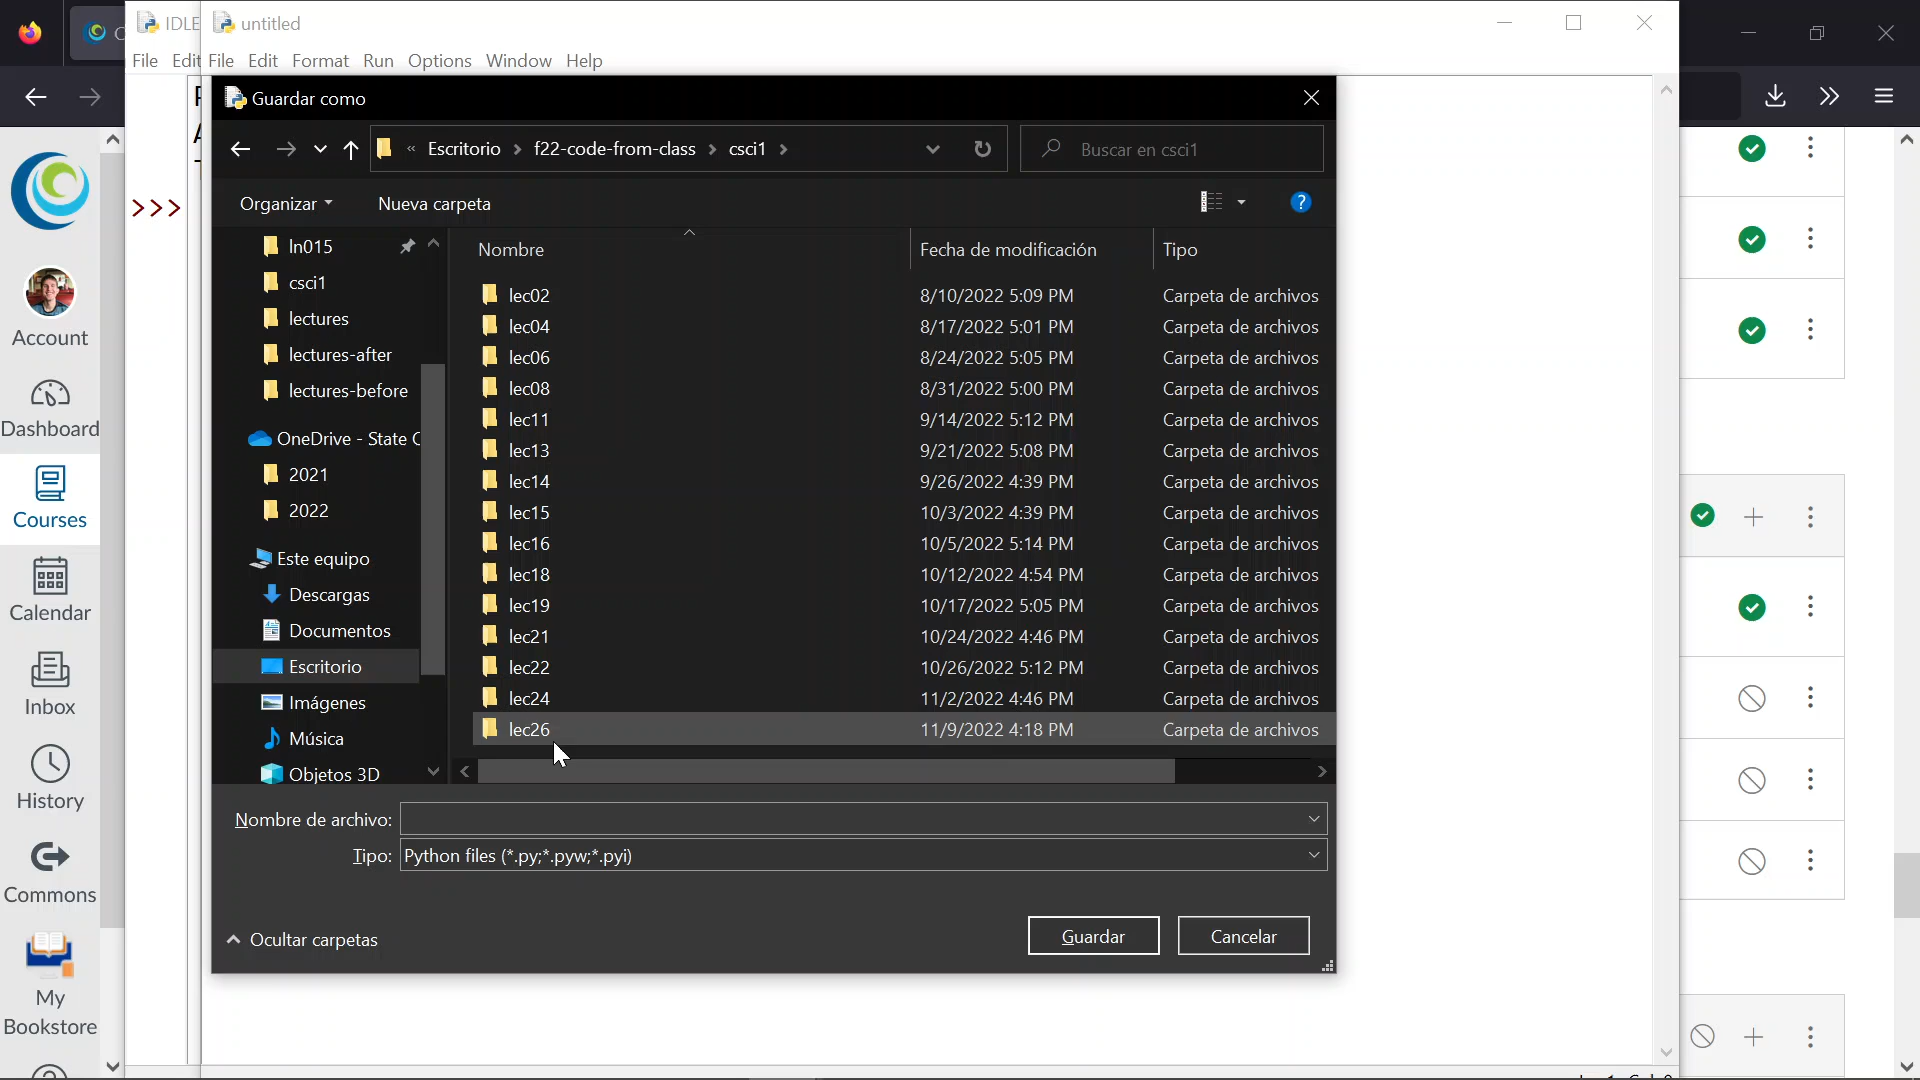 IDLE
untitled
File Edit
File Edit Format Run Options Window Help
Guardar como
« Escritorio > f22-code-from-class > csci1 >
Buscar en csci1
Organizar
Nueva carpeta
>>>
ln015
csci1
lectures
lectures-after
lectures-before
OneDrive - State C
2021
2022
Este equipo
Descargas
Documentos
Escritorio
Imágenes
Música
Objetos 3D
Nombre Fecha de modificación Tipo
lec02 8/10/2022 5:09 PM Carpeta de archivos
lec04 8/17/2022 5:01 PM Carpeta de archivos
lec06 8/24/2022 5:05 PM Carpeta de archivos
lec08 8/31/2022 5:00 PM Carpeta de archivos
lec11 9/14/2022 5:12 PM Carpeta de archivos
lec13 9/21/2022 5:08 PM Carpeta de archivos
lec14 9/26/2022 4:39 PM Carpeta de archivos
lec15 10/3/2022 4:39 PM Carpeta de archivos
lec16 10/5/2022 5:14 PM Carpeta de archivos
lec18 10/12/2022 4:54 PM Carpeta de archivos
lec19 10/17/2022 5:05 PM Carpeta de archivos
lec21 10/24/2022 4:46 PM Carpeta de archivos
lec22 10/26/2022 5:12 PM Carpeta de archivos
lec24 11/2/2022 4:46 PM Carpeta de archivos
lec26 11/9/2022 4:18 PM Carpeta de archivos
Nombre de archivo:
Tipo: Python files (*.py;*.pyw;*.pyi)
Ocultar carpetas
Guardar
Cancelar
Account
Dashboard
Courses
Calendar
Inbox
History
Commons
My
Bookstore